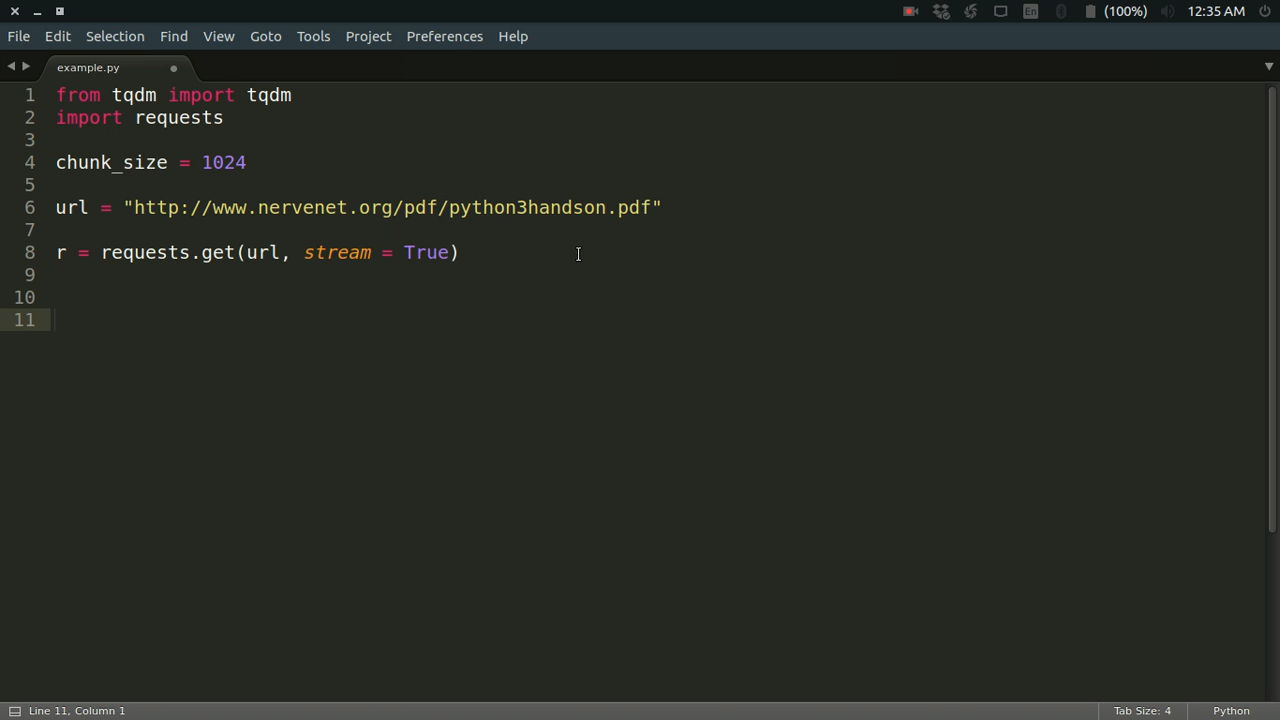 (100%) 12:35 AM
File Edit Selection Find View Goto Tools Project Preferences Help
example.py
1 from tqdm import tqdm
2 import requests
3
4 chunk_size = 1024
5
6 url = "http://www.nervenet.org/pdf/python3handson.pdf"
7
8 r = requests.get(url, stream = True)
9
10
11
Line 11, Column 1 Tab Size: 4 Python